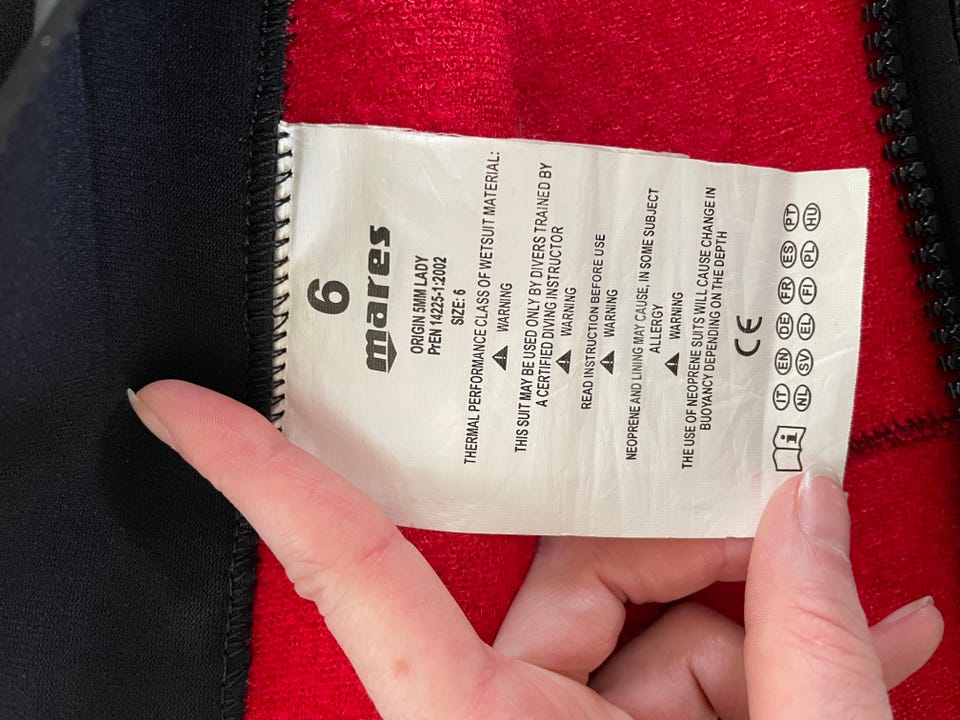 6
mares
ORIGIN 5MM LADY
PrEN 14225-1:2002
SIZE: 6
THERMAL PERFORMANCE CLASS OF WETSUIT MATERIAL:
WARNING
THIS SUIT MAY BE USED ONLY BY DIVERS TRAINED BY
A CERTIFIED DIVING INSTRUCTOR
WARNING
READ INSTRUCTION BEFORE USE
WARNING
NEOPRENE AND LINING MAY CAUSE, IN SOME SUBJECT
ALLERGY
WARNING
THE USE OF NEOPRENE SUITS WILL CAUSE CHANGE IN
BUOYANCY DEPENDING ON THE DEPTH
CE
i IT EN DE FR ES PT
NL SV EL FI PL HU